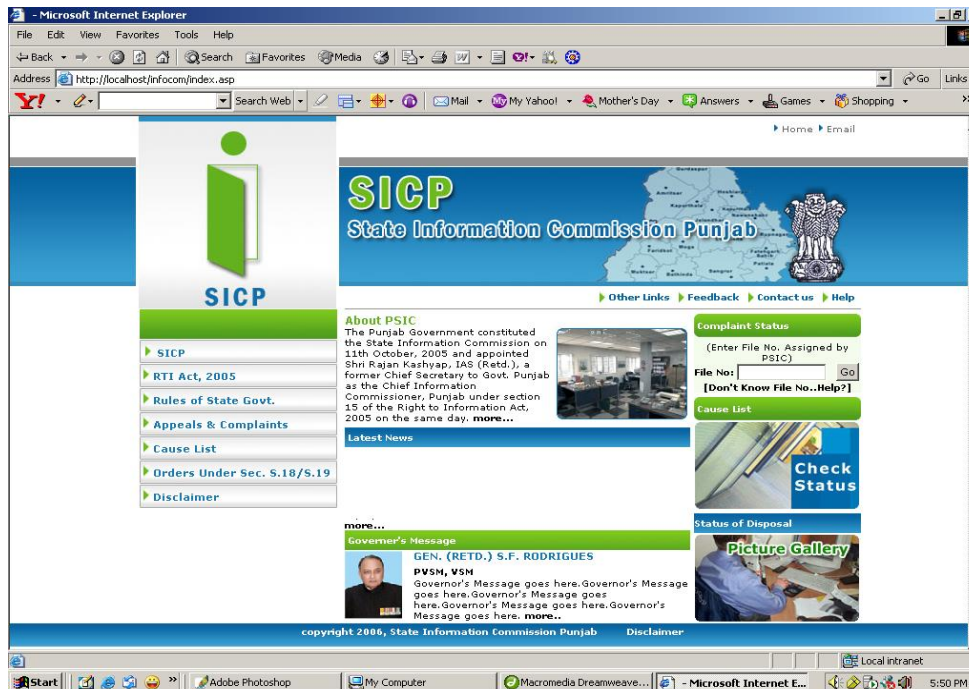 - Microsoft Internet Explorer
File Edit View Favorites Tools Help
Back Search Favorites Media
Address http://localhost/infocom/index.asp Go Links
Y! Search Web Mail My Yahoo! Mother's Day Answers Games Shopping
Home Email
SICP
State Information Commission Punjab
SICP
Other Links Feedback Contact us Help
SICP
RTI Act, 2005
Rules of State Govt.
Appeals & Complaints
Cause List
Orders Under Sec. S.18/S.19
Disclaimer
About PSIC
The Punjab Government constituted
the State Information Commission on
11th October, 2005 and appointed
Shri Rajan Kashyap, IAS (Retd.), a
former Chief Secretary to Govt. Punjab
as the Chief Information
Commissioner, Punjab under section
15 of the Right to Information Act,
2005 on the same day. more...
Latest News
more...
Governer's Message
GEN. (RETD.) S.F. RODRIGUES
PVSM, VSM
Governor's Message goes here.Governor's Message
goes here.Governor's Message goes
here.Governor's Message goes here.Governor's
Message goes here. more..
Complaint Status
(Enter File No. Assigned by
PSIC)
File No: Go
[Don't Know File No..Help?]
Cause List
Check
Status
Status of Disposal
Picture Gallery
copyright 2006, State Information Commission Punjab Disclaimer
Local intranet
Start Adobe Photoshop My Computer Macromedia Dreamweave... - Microsoft Internet E... 5:50 PM